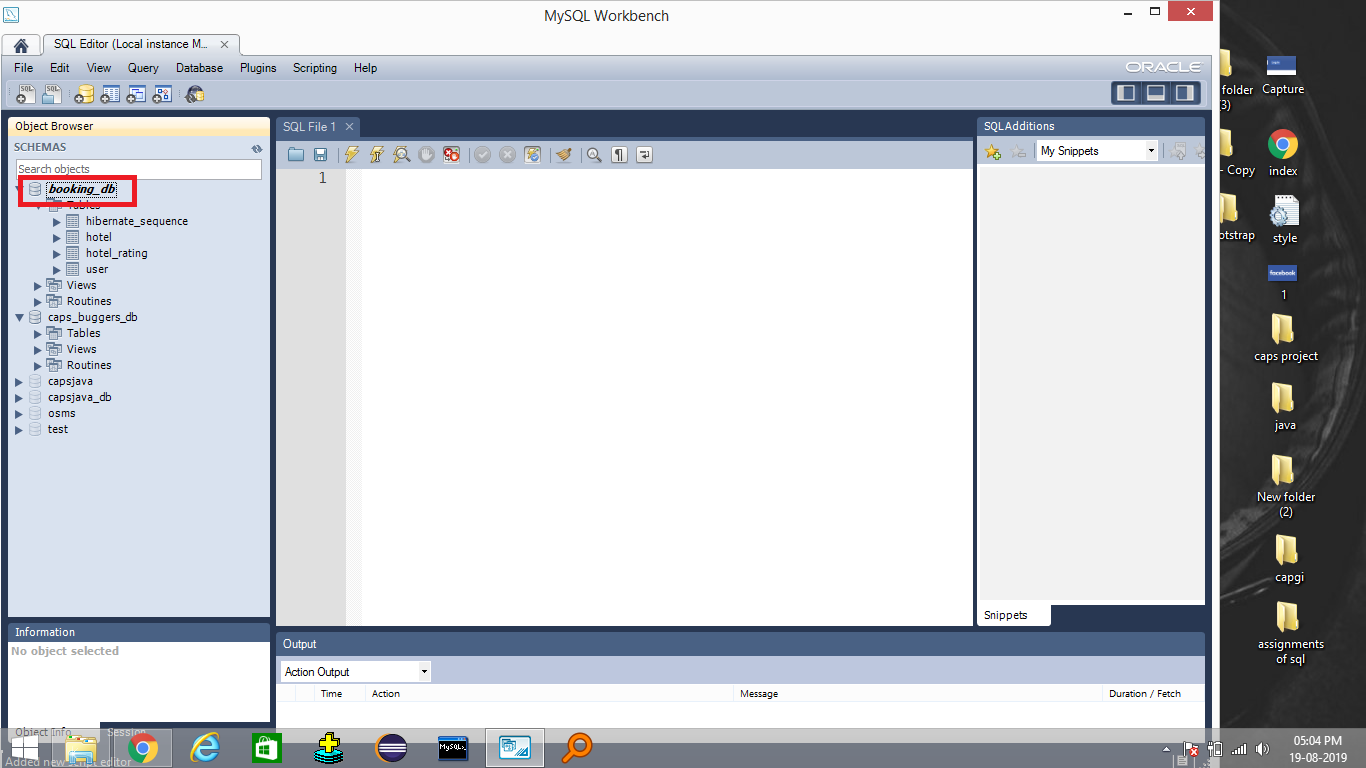 MySQL Workbench
SQL Editor (Local instance M...
File Edit View Query Database Plugins Scripting Help
ORACLE
Object Browser
SCHEMAS
Search objects
booking_db
Tables
hibernate_sequence
hotel
hotel_rating
user
Views
Routines
caps_buggers_db
Tables
Views
Routines
capsjava
capsjava_db
osms
test
Information
No object selected
Object Info Session
Added new script editor
SQL File 1
1
SQLAdditions
My Snippets
Snippets
Output
Action Output
Time Action Message Duration / Fetch
folder
(3)
Capture
- Copy
index
style
facebook
1
caps project
java
New folder
(2)
capgi
assignments
of sql
05:04 PM
19-08-2019